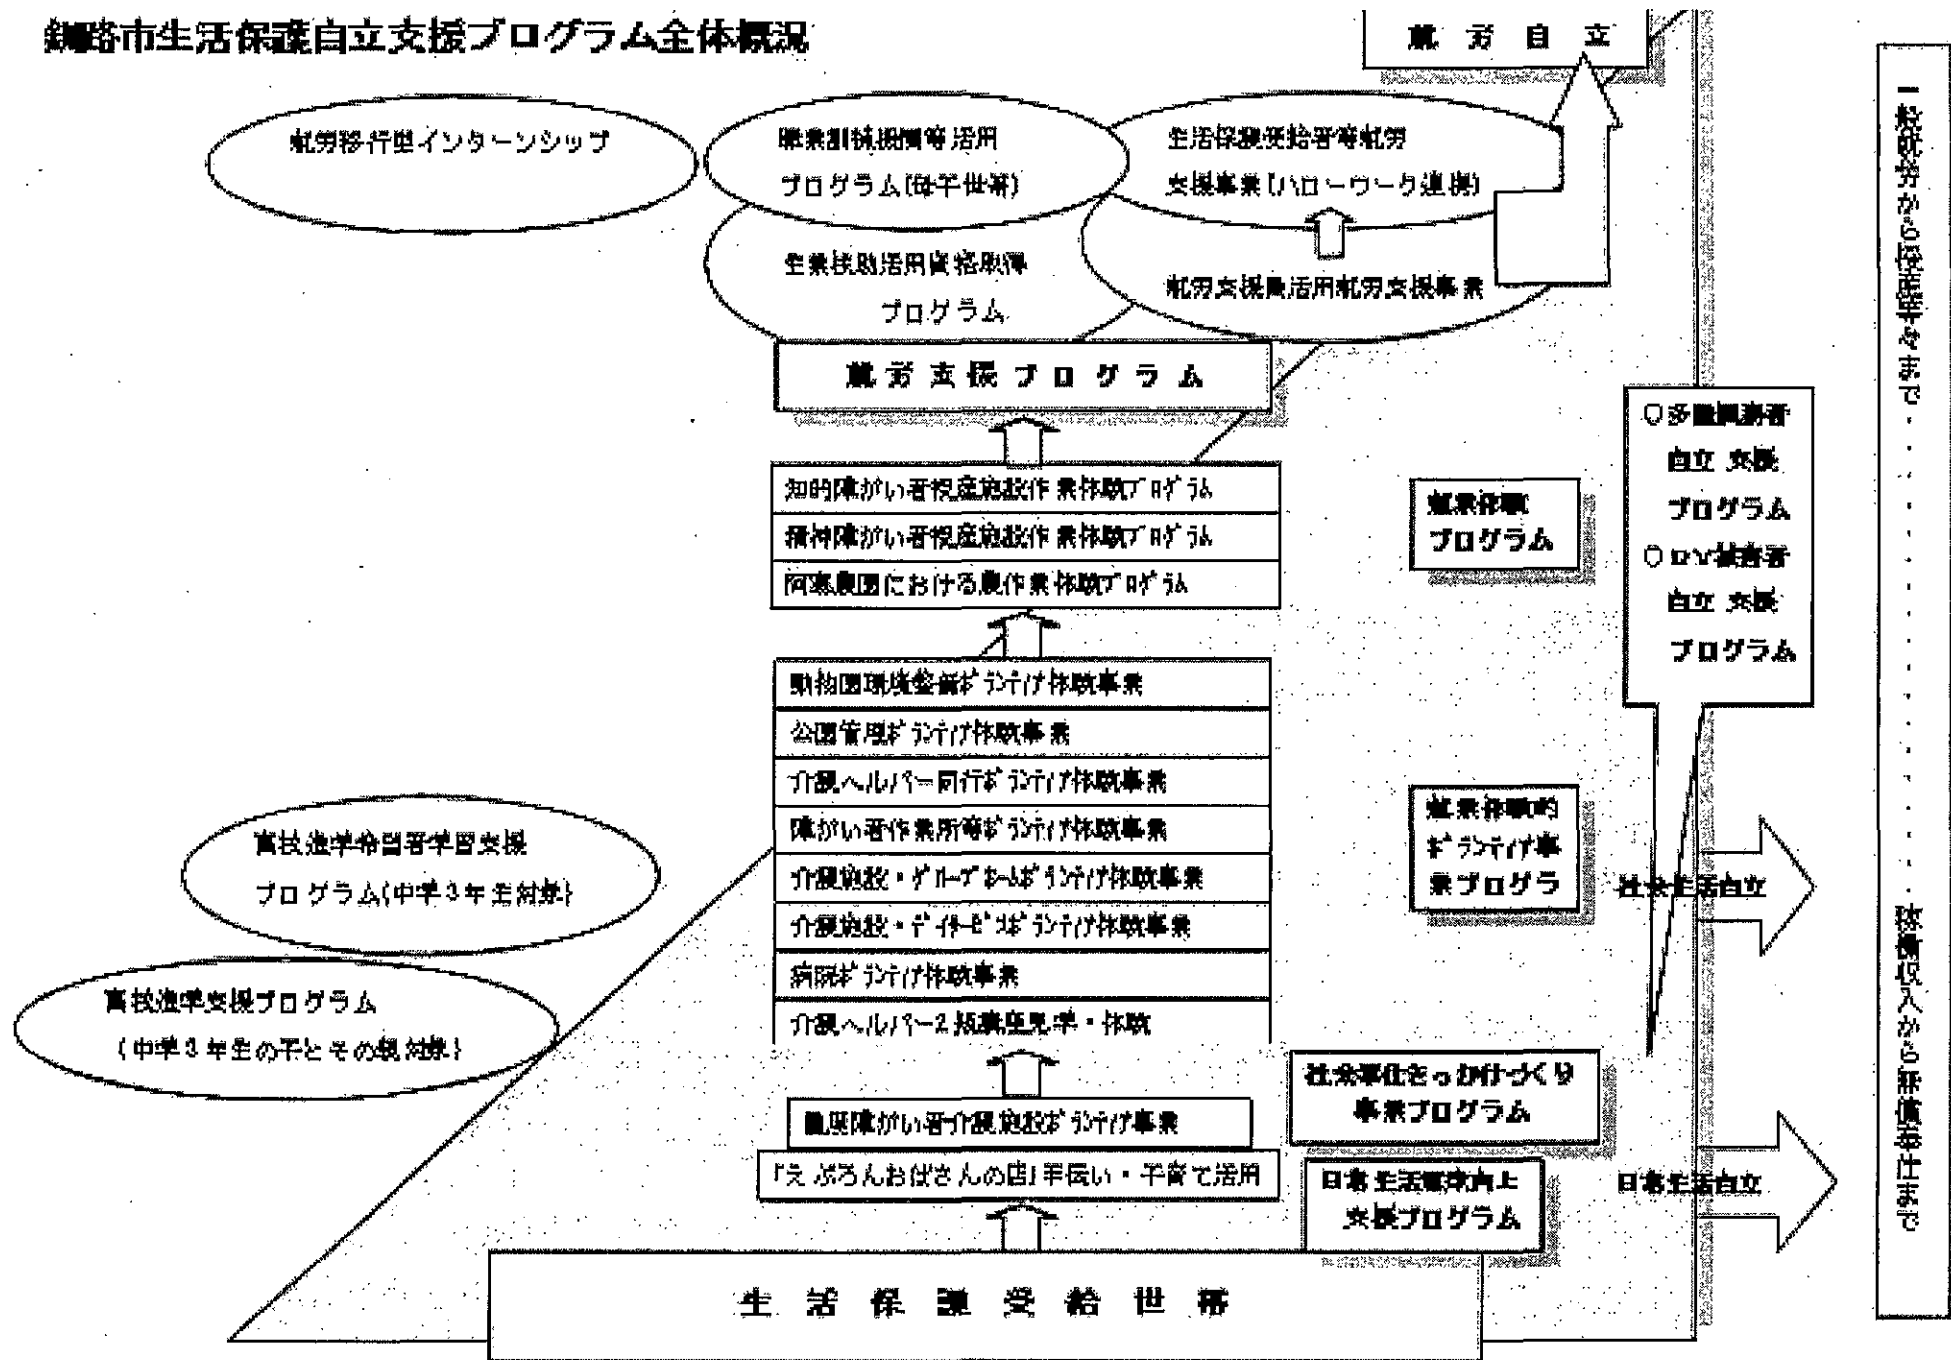 釧路市生活保護自立支援プログラム全体概況
就労自立
就労移行型インターンシップ
職業訓練機関等活用
プログラム(母子世帯)
生活保護受給者等就労
支援事業(ハローワーク連携)
生業扶助活用資格取得
プログラム
就労支援員活用就労支援事業
就労支援プログラム
知的障がい者授産施設作業体験プログラム
精神障がい者授産施設作業体験プログラム
阿寒農園における農作業体験プログラム
就業体験
プログラム
○多重債務者
自立支援
プログラム
○DV被害者
自立支援
プログラム
動物園環境整備ボランティア体験事業
公園管理ボランティア体験事業
介護ヘルパー同行ボランティア体験事業
障がい者作業所等ボランティア体験事業
介護施設・グループホームボランティア体験事業
介護施設・デイサービスボランティア体験事業
病院ボランティア体験事業
介護ヘルパー2級講座見学・体験
就業体験的
ボランティア事
業プログラ
高校進学希望者学習支援
プログラム(中学3年生対象)
高校進学支援プログラム
(中学3年生の子とその親対象)
社会生活自立
社会奉仕きっかけづくり
事業プログラム
障がい者介護施設ボランティア事業
「えぷろんおばさんの店」手伝い・子育て活用
日常生活意欲向上
支援プログラム
日常生活自立
生活保護受給世帯
一般就労から授産等々まで・・・・・・・・・・・・・・・・・・収入から無償奉仕まで